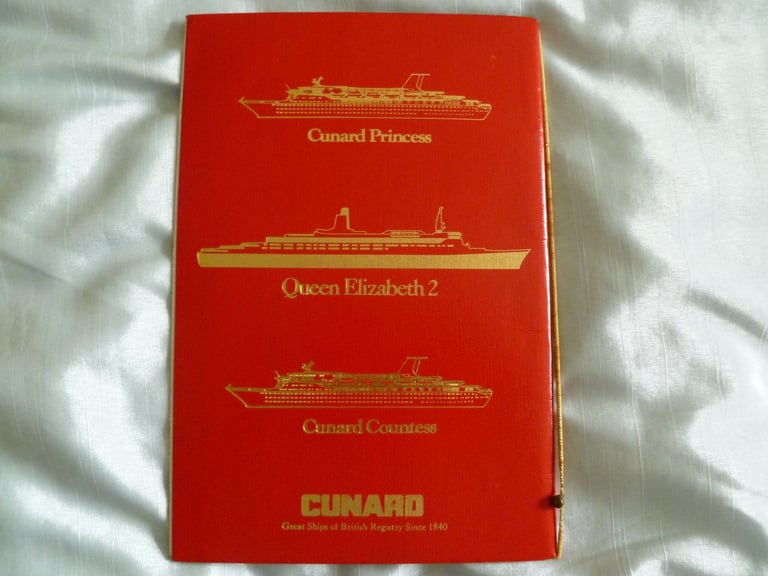 Cunard Princess
Queen Elizabeth 2
Cunard Countess
CUNARD
Great Ships of British Registry Since 1840